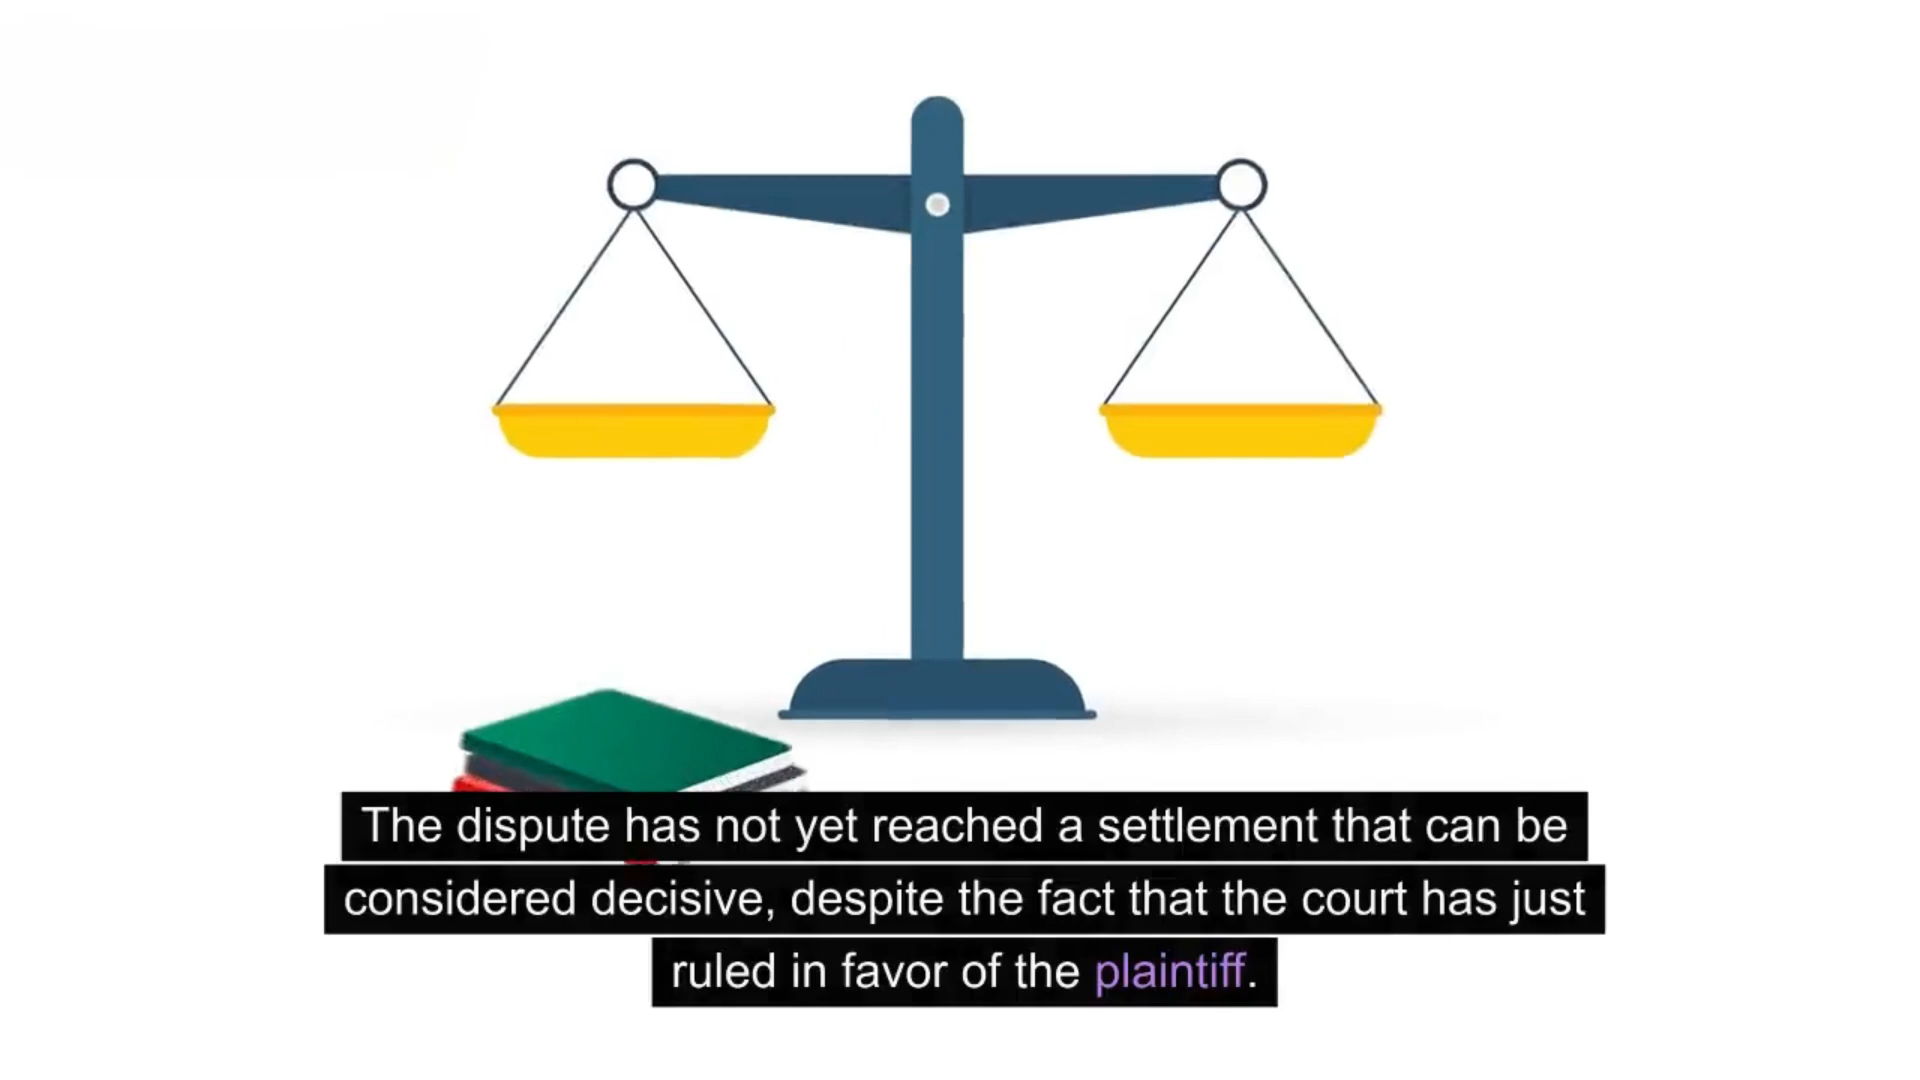 The dispute has not yet reached a settlement that can be
considered decisive, despite the fact that the court has just
ruled in favor of the plaintiff.